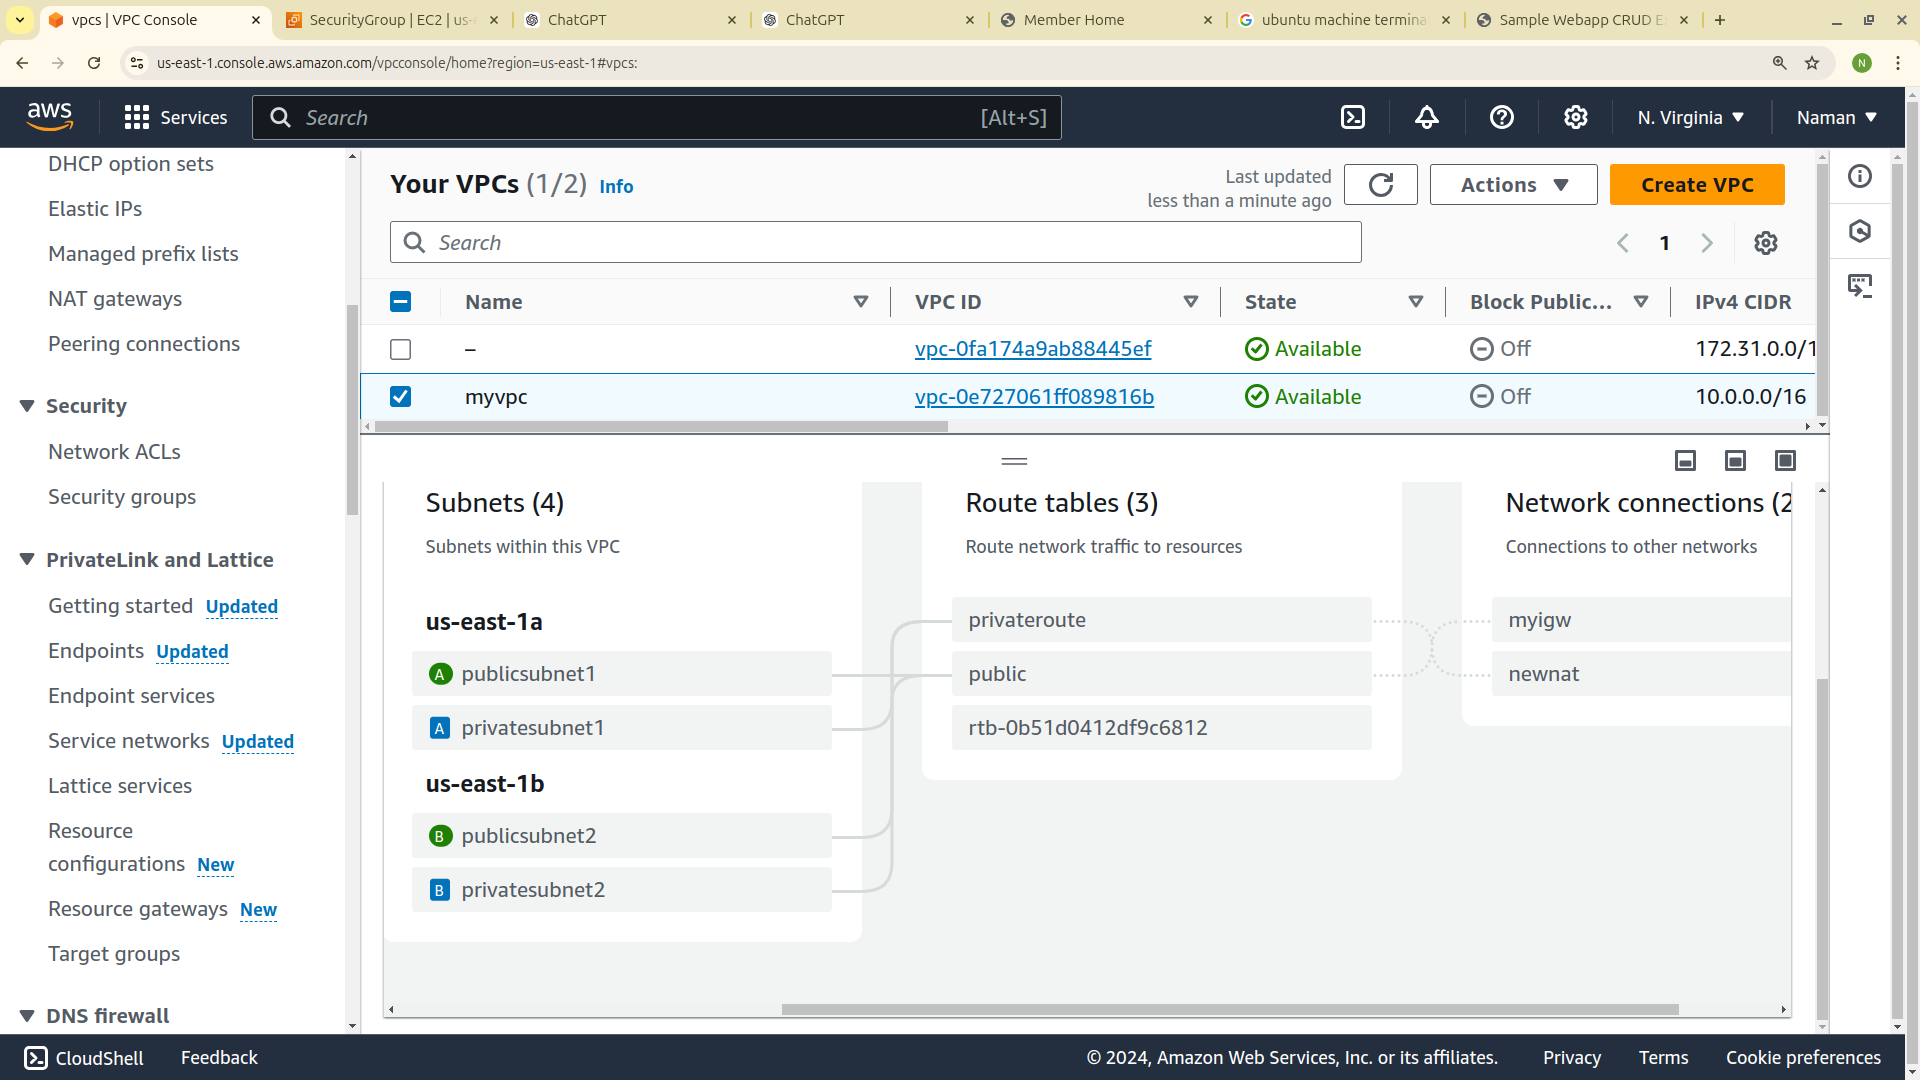 vpcs | VPC Console
SecurityGroup | EC2 | us-
ChatGPT
ChatGPT
Member Home
ubuntu machine termina
Sample Webapp CRUD E
us-east-1.console.aws.amazon.com/vpcconsole/home?region=us-east-1#vpcs:
N
aws
Services
Search
[Alt+S]
N. Virginia
Naman
DHCP option sets
Elastic IPs
Managed prefix lists
NAT gateways
Peering connections
Security
Network ACLs
Security groups
PrivateLink and Lattice
Getting started Updated
Endpoints Updated
Endpoint services
Service networks Updated
Lattice services
Resource
configurations New
Resource gateways New
Target groups
DNS firewall
Your VPCs (1/2) Info
Last updated
less than a minute ago
Actions
Create VPC
Search
1
Name
VPC ID
State
Block Public...
IPv4 CIDR
–
vpc-0fa174a9ab88445ef
Available
Off
172.31.0.0/1
myvpc
vpc-0e727061ff089816b
Available
Off
10.0.0.0/16
Subnets (4)
Subnets within this VPC
us-east-1a
A publicsubnet1
A privatesubnet1
us-east-1b
B publicsubnet2
B privatesubnet2
Route tables (3)
Route network traffic to resources
privateroute
public
rtb-0b51d0412df9c6812
Network connections (2
Connections to other networks
myigw
newnat
CloudShell
Feedback
© 2024, Amazon Web Services, Inc. or its affiliates.
Privacy
Terms
Cookie preferences